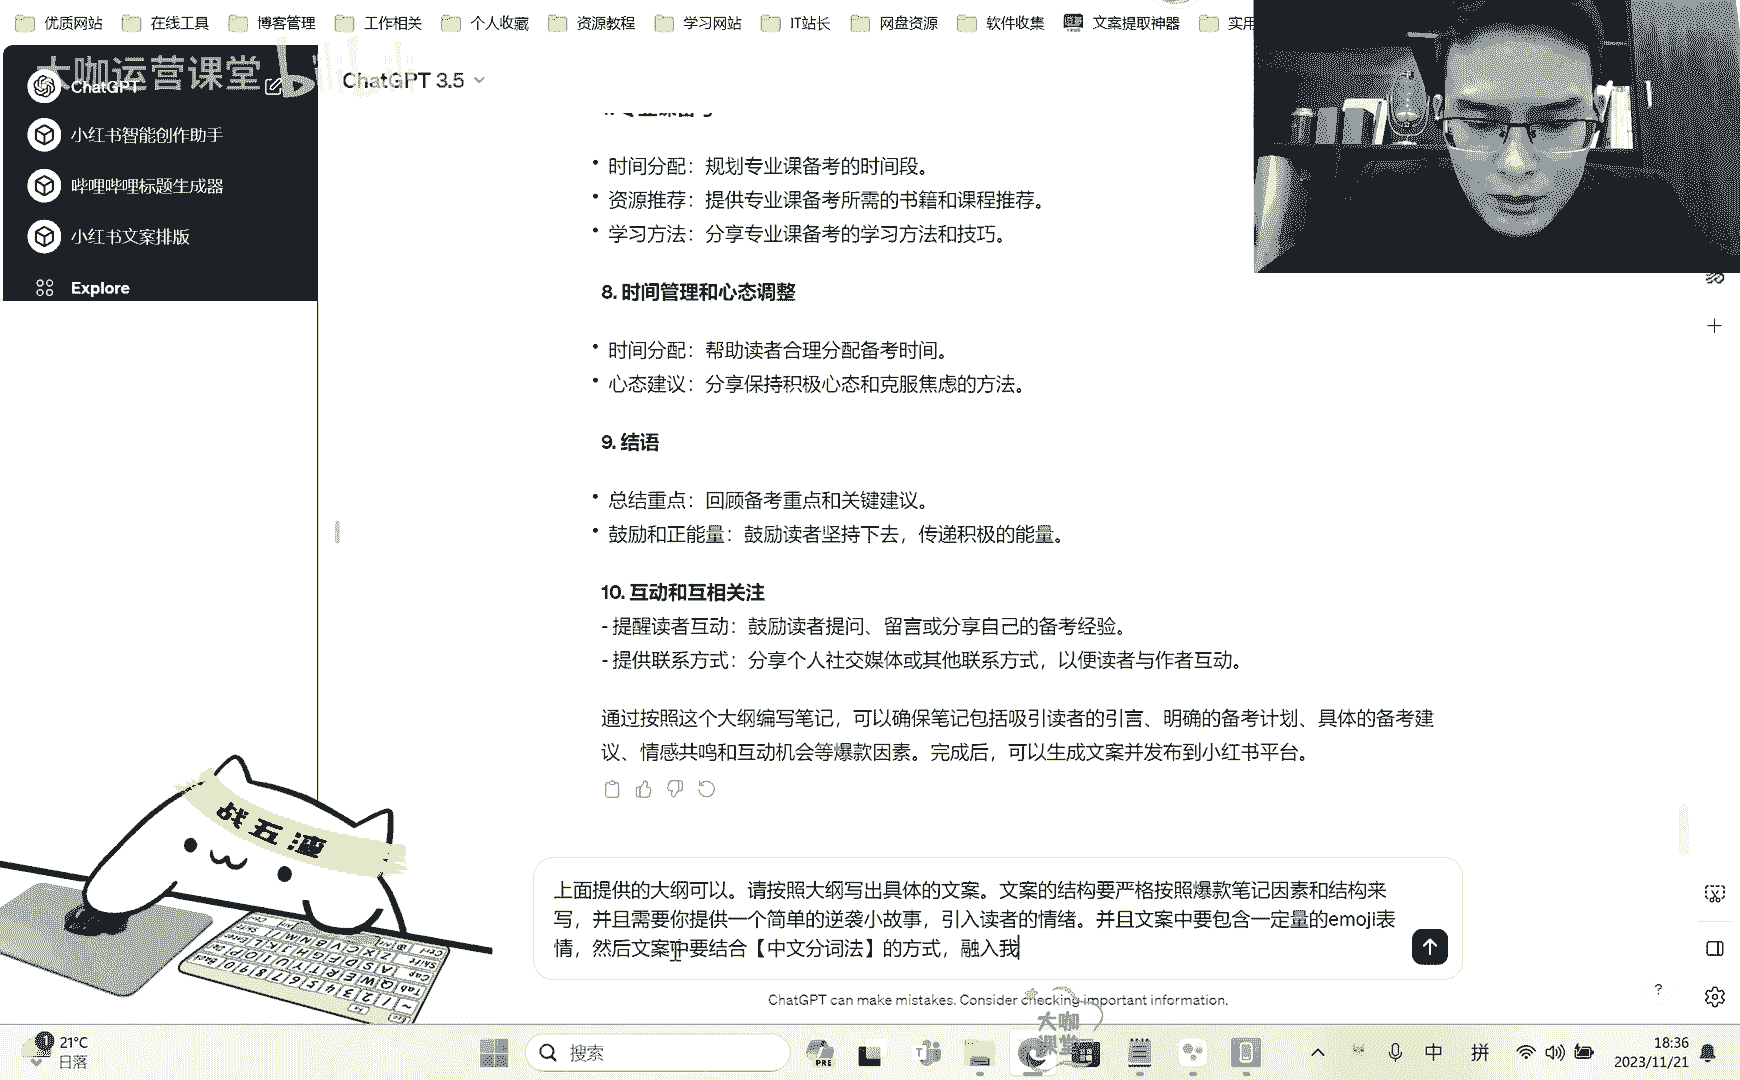 优质网站 在线工具 博客管理 工作相关 个人收藏 资源教程 学习网站 IT站长 网盘资源 软件收集 文案提取神器 实用
大咖运营课堂
ChatGPT
ChatGPT 3.5
小红书智能创作助手
哔哩哔哩标题生成器
小红书文案排版
Explore
• 时间分配：规划专业课备考的时间段。
• 资源推荐：提供专业课备考所需的书籍和课程推荐。
• 学习方法：分享专业课备考的学习方法和技巧。
8. 时间管理和心态调整
• 时间分配：帮助读者合理分配备考时间。
• 心态建议：分享保持积极心态和克服焦虑的方法。
9. 结语
• 总结重点：回顾备考重点和关键建议。
• 鼓励和正能量：鼓励读者坚持下去，传递积极的能量。
10. 互动和互相关注
- 提醒读者互动：鼓励读者提问、留言或分享自己的备考经验。
- 提供联系方式：分享个人社交媒体或其他联系方式，以便读者与作者互动。
通过按照这个大纲编写笔记，可以确保笔记包括吸引读者的引言、明确的备考计划、具体的备考建
议、情感共鸣和互动机会等爆款因素。完成后，可以生成文案并发布到小红书平台。
战五渣
上面提供的大纲可以。请按照大纲写出具体的文案。文案的结构要严格按照爆款笔记因素和结构来
写，并且需要你提供一个简单的逆袭小故事，引入读者的情绪。并且文案中要包含一定量的emoji表
情，然后文案中要结合【中文分词法】的方式，融入我
ChatGPT can make mistakes. Consider checking important information.
?
大咖
课堂
21°C
日落
搜索
PRE
中
拼
18:36
2023/11/21